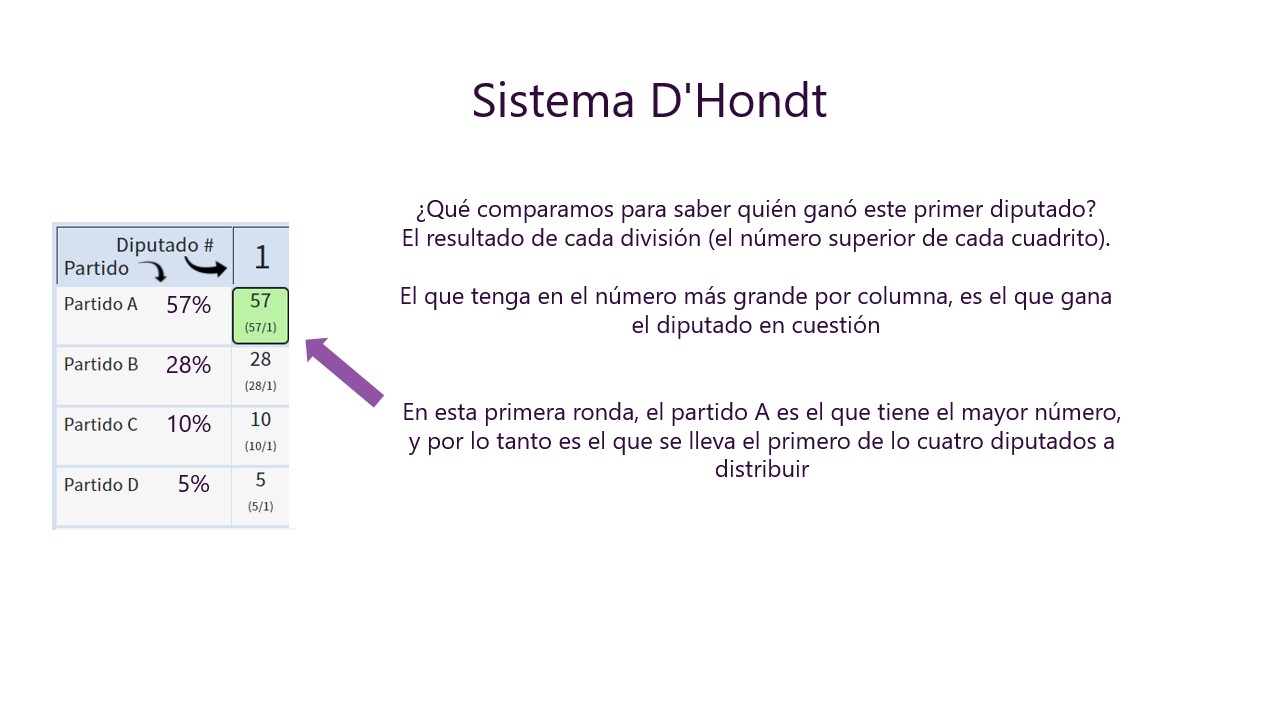 Sistema D'Hondt
¿Qué comparamos para saber quién ganó este primer diputado?
El resultado de cada división (el número superior de cada cuadrito).
El que tenga en el número más grande por columna, es el que gana
el diputado en cuestión
En esta primera ronda, el partido A es el que tiene el mayor número,
y por lo tanto es el que se lleva el primero de lo cuatro diputados a
distribuir
Diputado #
Partido
1
Partido A 57% 57
(57/1)
Partido B 28% 28
(28/1)
Partido C 10% 10
(10/1)
Partido D 5% 5
(5/1)